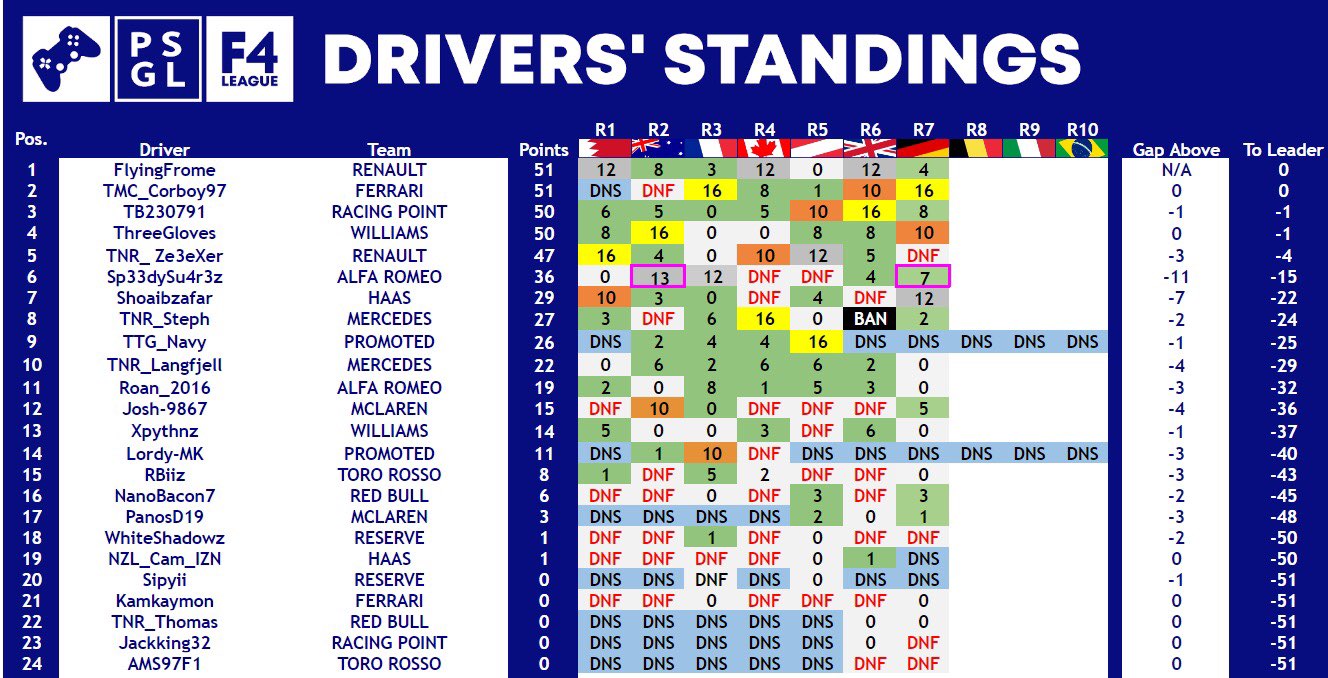 PS
GL
F4
LEAGUE
DRIVERS' STANDINGS
Pos. Driver Team Points R1 R2 R3 R4 R5 R6 R7 R8 R9 R10 Gap Above To Leader
1 FlyingFrome RENAULT 51 12 8 3 12 0 12 4 N/A 0
2 TMC_Corboy97 FERRARI 51 DNS DNF 16 8 1 10 16 0 0
3 TB230791 RACING POINT 50 6 5 0 5 10 16 8 -1 -1
4 ThreeGloves WILLIAMS 50 8 16 0 0 8 8 10 0 -1
5 TNR_ Ze3eXer RENAULT 47 16 4 0 10 12 5 DNF -3 -4
6 Sp33dySu4r3z ALFA ROMEO 36 0 13 12 DNF DNF 4 7 -11 -15
7 Shoaibzafar HAAS 29 10 3 0 DNF 4 DNF 12 -7 -22
8 TNR_Steph MERCEDES 27 3 DNF 6 16 0 BAN 2 -2 -24
9 TTG_Navy PROMOTED 26 DNS 2 4 4 16 DNS DNS DNS DNS DNS -1 -25
10 TNR_Langfjell MERCEDES 22 0 6 2 6 6 2 0 -4 -29
11 Roan_2016 ALFA ROMEO 19 2 0 8 1 5 3 0 -3 -32
12 Josh-9867 MCLAREN 15 DNF 10 0 DNF DNF DNF 5 -4 -36
13 Xpythnz WILLIAMS 14 5 0 0 3 DNF 6 0 -1 -37
14 Lordy-MK PROMOTED 11 DNS 1 10 DNF DNS DNS DNS DNS DNS DNS -3 -40
15 RBiiz TORO ROSSO 8 1 DNF 5 2 DNF DNF 0 -3 -43
16 NanoBacon7 RED BULL 6 DNF DNF 0 DNF 3 DNF 3 -2 -45
17 PanosD19 MCLAREN 3 DNS DNS DNS DNS 2 0 1 -3 -48
18 WhiteShadowz RESERVE 1 DNF DNF 1 DNF 0 DNF DNF -2 -50
19 NZL_Cam_IZN HAAS 1 DNF DNF DNF DNF 0 1 DNS 0 -50
20 Sipyii RESERVE 0 DNS DNS DNF DNS 0 DNS DNS -1 -51
21 Kamkaymon FERRARI 0 DNF DNF 0 DNF DNF DNF 0 0 -51
22 TNR_Thomas RED BULL 0 DNS DNS DNS DNS DNS 0 0 0 -51
23 Jackking32 RACING POINT 0 DNS DNS DNS DNS DNS 0 DNF 0 -51
24 AMS97F1 TORO ROSSO 0 DNS DNS DNS DNS DNS DNF DNF 0 -51